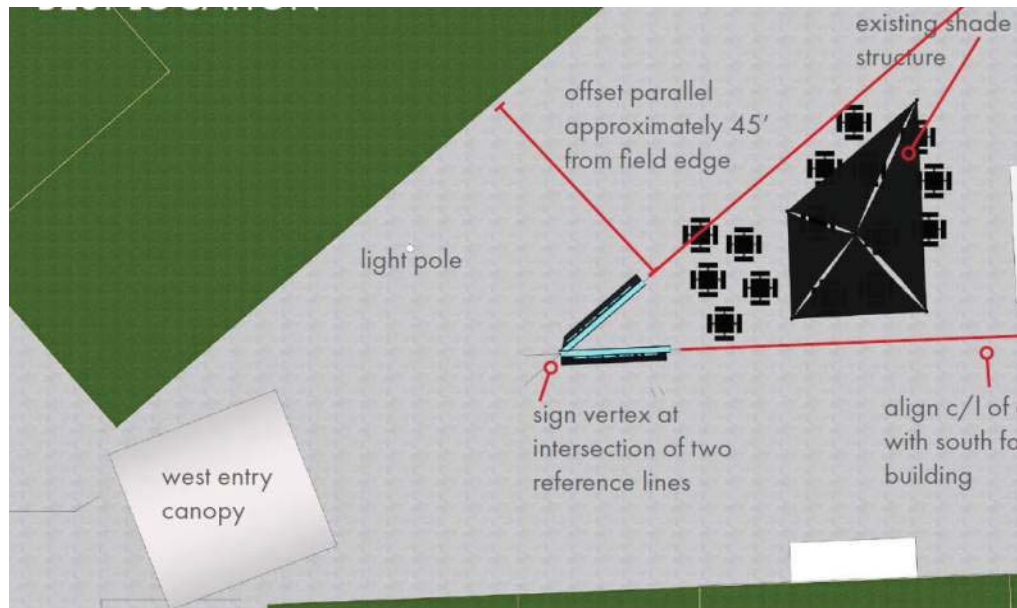 existing shade
structure
offset parallel
approximately 45'
from field edge
light pole
sign vertex at
intersection of two
reference lines
align c/l of
with south
building
west entry
canopy